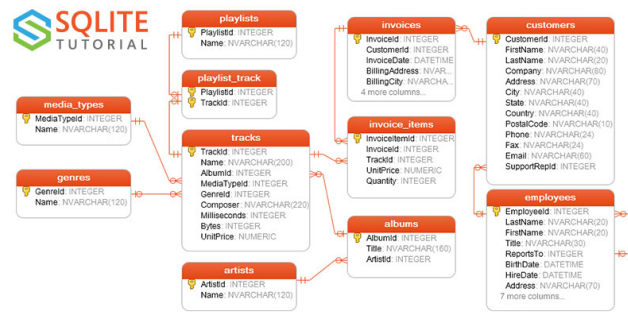 SQLITE
TUTORIAL
playlists
PlaylistId: INTEGER
Name: NVARCHAR(120)
playlist_track
PlaylistId: INTEGER
TrackId: INTEGER
media_types
MediaTypeId: INTEGER
Name: NVARCHAR(120)
genres
GenreId: INTEGER
Name: NVARCHAR(120)
tracks
TrackId: INTEGER
Name: NVARCHAR(200)
AlbumId: INTEGER
MediaTypeId: INTEGER
GenreId: INTEGER
Composer: NVARCHAR(220)
Milliseconds: INTEGER
Bytes: INTEGER
UnitPrice: NUMERIC
artists
ArtistId: INTEGER
Name: NVARCHAR(120)
invoices
InvoiceId: INTEGER
CustomerId: INTEGER
InvoiceDate: DATETIME
BillingAddress: NVAR...
BillingCity: NVARCHA...
4 more columns...
invoice_items
InvoiceItemId: INTEGER
InvoiceId: INTEGER
TrackId: INTEGER
UnitPrice: NUMERIC
Quantity: INTEGER
albums
AlbumId: INTEGER
Title: NVARCHAR(160)
ArtistId: INTEGER
customers
CustomerId: INTEGER
FirstName: NVARCHAR(40)
LastName: NVARCHAR(20)
Company: NVARCHAR(80)
Address: NVARCHAR(70)
City: NVARCHAR(40)
State: NVARCHAR(40)
Country: NVARCHAR(40)
PostalCode: NVARCHAR(10)
Phone: NVARCHAR(24)
Fax: NVARCHAR(24)
Email: NVARCHAR(60)
SupportRepId: INTEGER
employees
EmployeeId: INTEGER
LastName: NVARCHAR(20)
FirstName: NVARCHAR(20)
Title: NVARCHAR(30)
ReportsTo: INTEGER
BirthDate: DATETIME
HireDate: DATETIME
Address: NVARCHAR(70)
7 more columns...